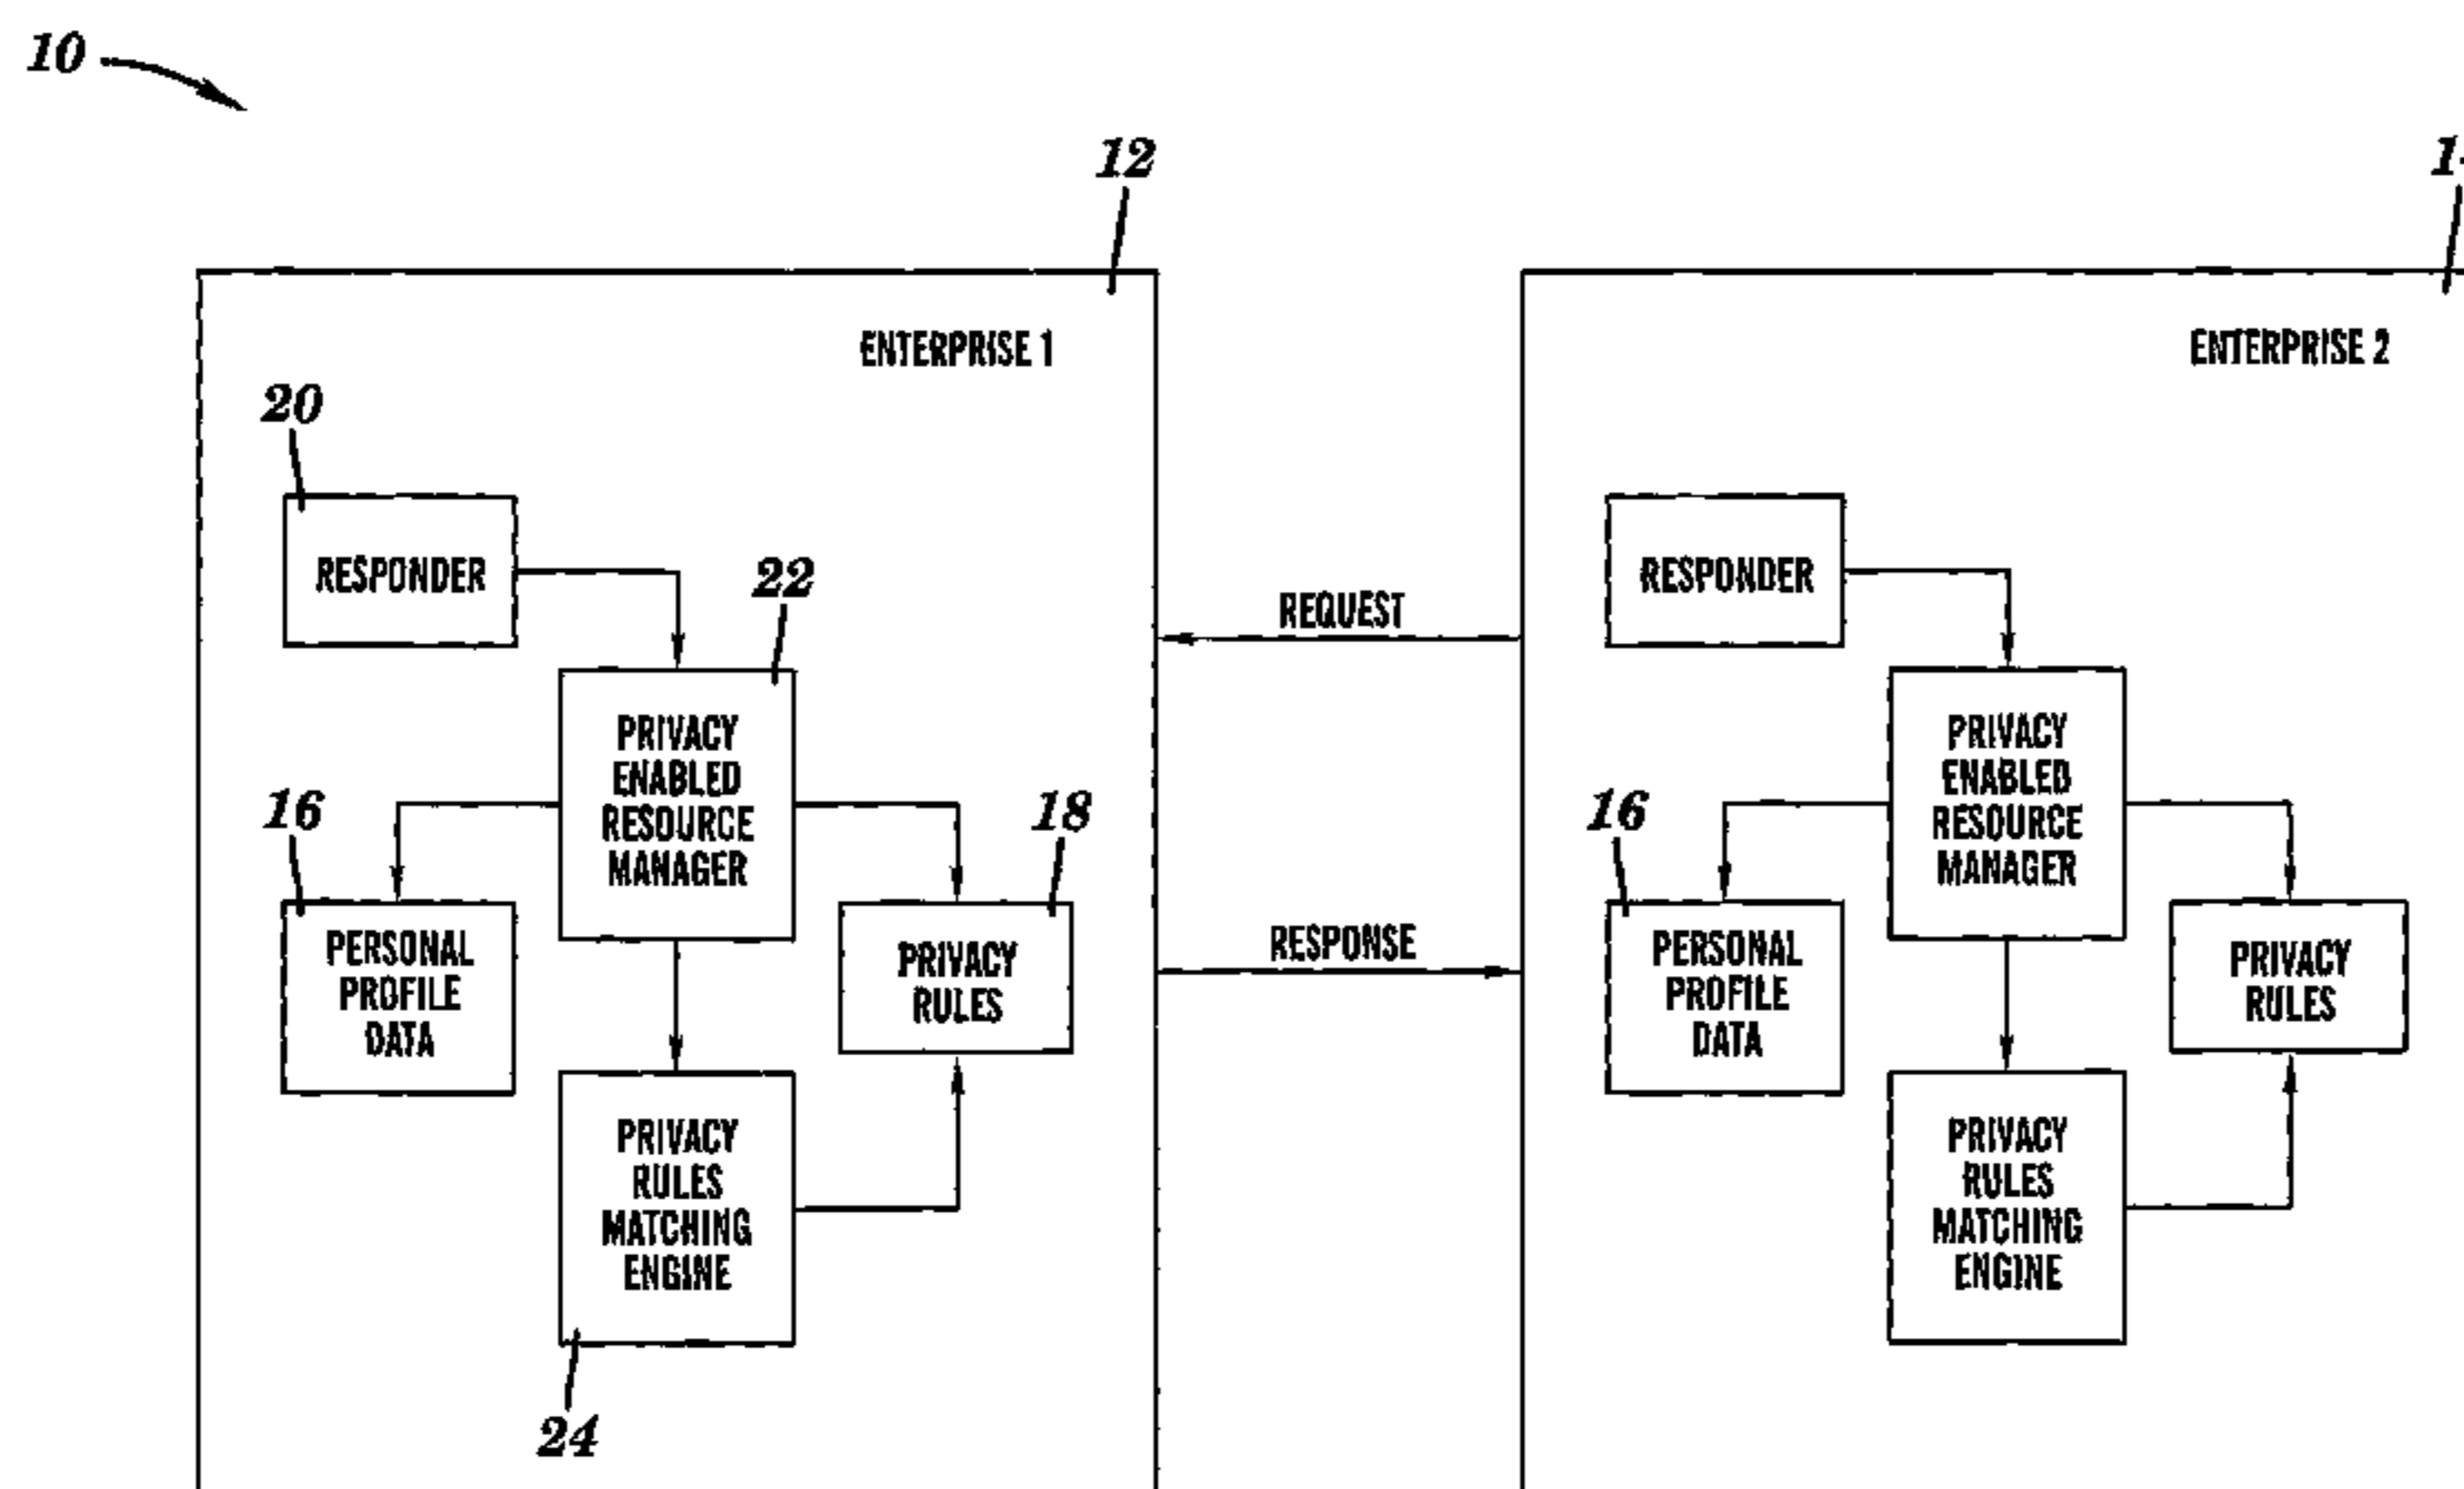 10
12
ENTERPRISE 1
ENTERPRISE 2
20
RESPONDER
22
PRIVACY
ENABLED
RESOURCE
MANAGER
16
PERSONAL
PROFILE
DATA
18
PRIVACY
RULES
PRIVACY
RULES
MATCHING
ENGINE
24
REQUEST
RESPONSE
RESPONDER
PRIVACY
ENABLED
RESOURCE
MANAGER
16
PERSONAL
PROFILE
DATA
PRIVACY
RULES
PRIVACY
RULES
MATCHING
ENGINE